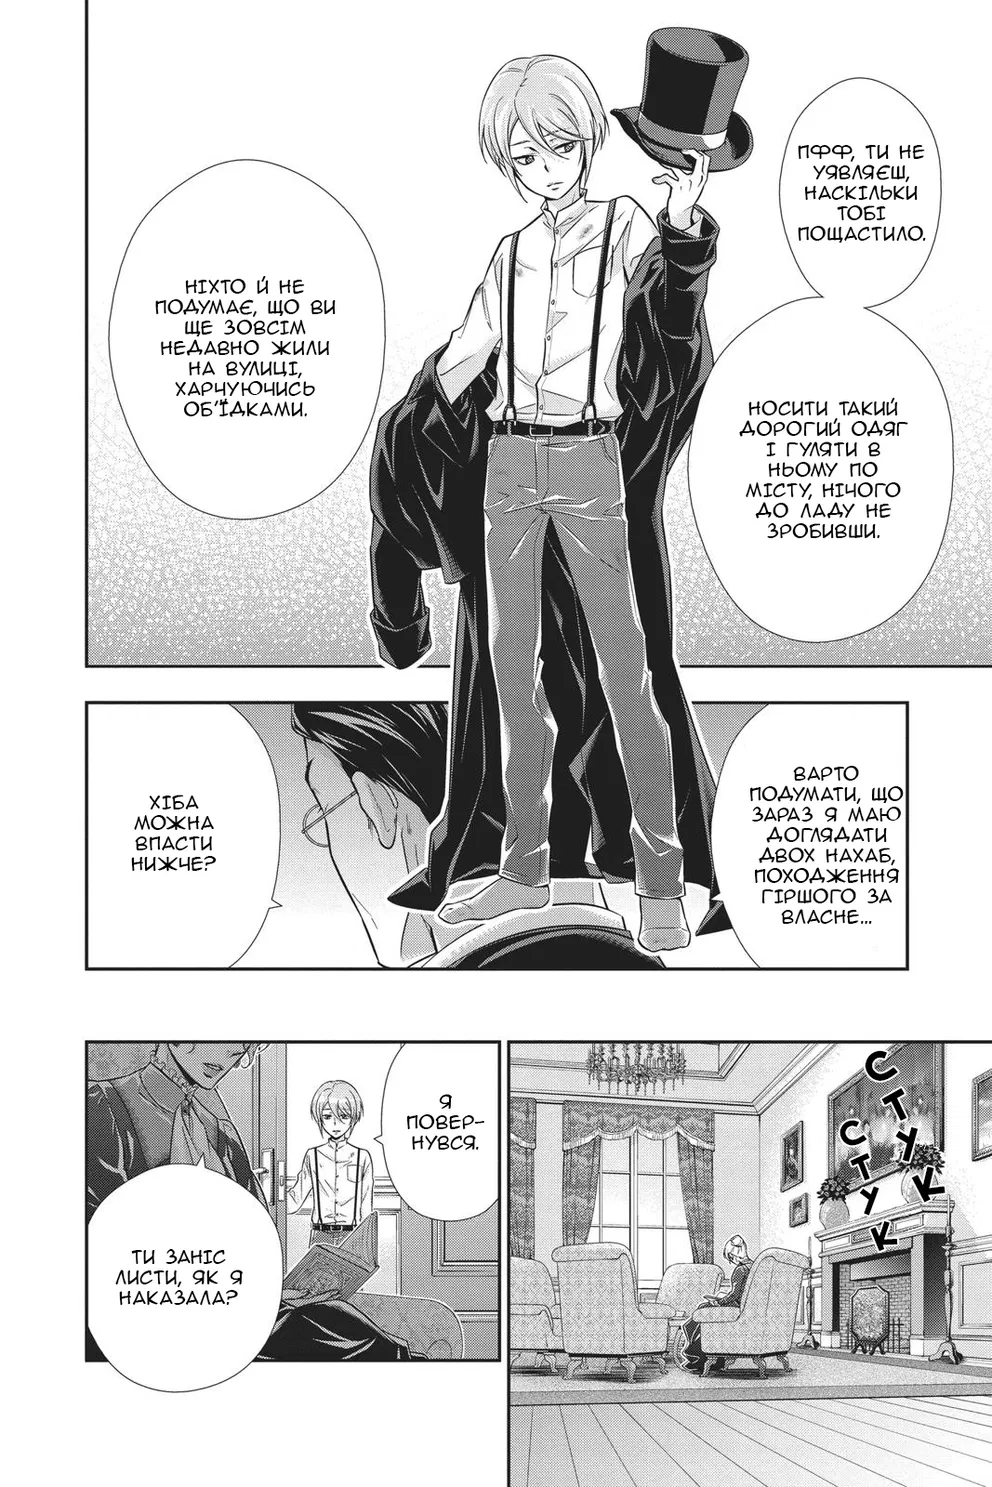 ПФФ, ТИ НЕ
УЯВЛЯЄШ,
НАСКІЛЬКИ
ТОБІ
ПОЩАСТИЛО.
НОСИТИ ТАКИЙ
ДОРОГИЙ ОДЯГ
І ГУЛЯТИ В
НЬОМУ ПО
МІСТУ, НІЧОГО
ДО ЛАДУ НЕ
ЗРОБИВШИ.
НІХТО Й НЕ
ПОДУМАЄ, ЩО ВИ
ЩЕ ЗОВСІМ
НЕДАВНО ЖИЛИ
НА ВУЛИЦІ,
ХАРЧУЮЧИСЬ
ОБ'ЇДКАМИ.
ВАРТО
ПОДУМАТИ, ЩО
ЗАРАЗ Я МАЮ
ДОГЛЯДАТИ
ДВОХ НАХАБ,
ПОХОДЖЕННЯ
ГІРШОГО ЗА
ВЛАСНЕ...
ХІБА
МОЖНА
ВПАСТИ
НИЖЧЕ?
СТУК
СТУК
Я
ПОВЕР-
НУВСЯ.
ТИ ЗАНІС
ЛИСТИ, ЯК Я
НАКАЗАЛА?